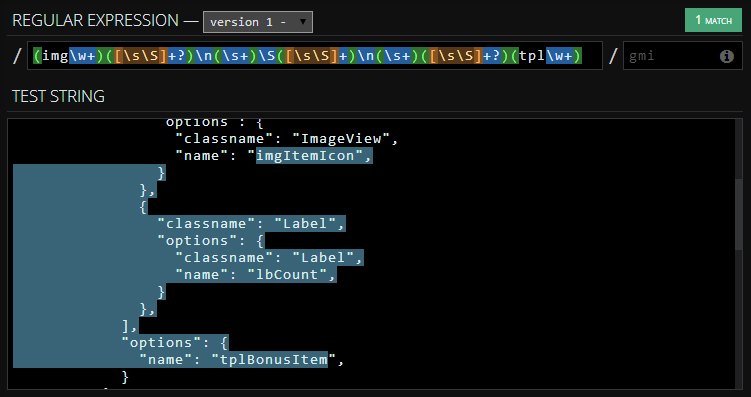 REGULAR EXPRESSION — version 1 - 1 MATCH
/ (img\w+)([\s\S]+?)\n(\s+)\S([\s\S]+)\n(\s+)([\s\S]+?)(tpl\w+) / gmi
TEST STRING
options : {
"classname": "ImageView",
"name": "imgItemIcon",
}
},
{
"classname": "Label",
"options": {
"classname": "Label",
"name": "lbCount",
}
},
],
"options": {
"name": "tplBonusItem",
}